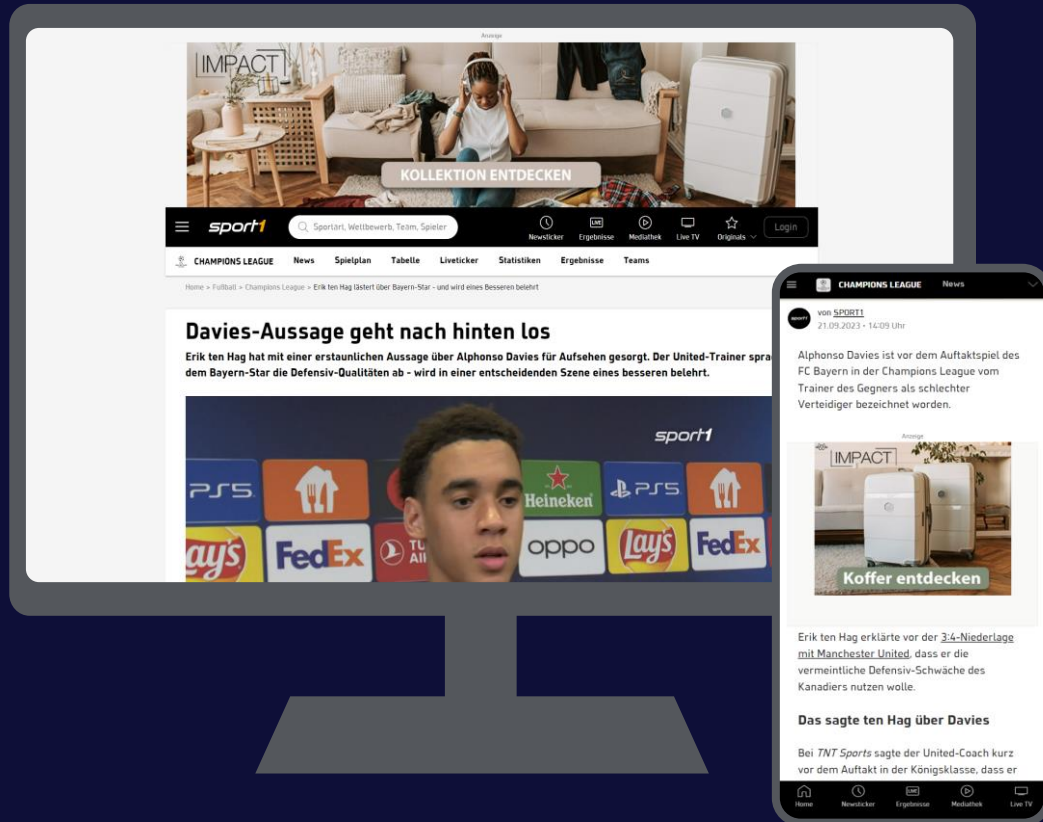 Anzeige
IMPACT
KOLLEKTION ENTDECKEN
sport1
Sportart, Wettbewerb, Team, Spieler
Newsticker
LIVE
Ergebnisse
Mediathek
Live TV
Originals
Login
CHAMPIONS LEAGUE News Spielplan Tabelle Liveticker Statistiken Ergebnisse Teams
Home > Fußball > Champions League > Erik ten Hag lästert über Bayern-Star - und wird eines Besseren belehrt
Davies-Aussage geht nach hinten los
Erik ten Hag hat mit einer erstaunlichen Aussage über Alphonso Davies für Aufsehen gesorgt. Der United-Trainer spra
dem Bayern-Star die Defensiv-Qualitäten ab - wird in einer entscheidenden Szene eines besseren belehrt.
sport1
PS5
Heineken
PS5
Lay's
FedEx
oppo
Lay's
FedEx
CHAMPIONS LEAGUE News
sport1
von SPORT1
21.09.2023 • 14:09 Uhr
Alphonso Davies ist vor dem Auftaktspiel des
FC Bayern in der Champions League vom
Trainer des Gegners als schlechter
Verteidiger bezeichnet worden.
Anzeige
IMPACT
Koffer entdecken
Erik ten Hag erklärte vor der 3:4-Niederlage
mit Manchester United, dass er die
vermeintliche Defensiv-Schwäche des
Kanadiers nutzen wolle.
Das sagte ten Hag über Davies
Bei TNT Sports sagte der United-Coach kurz
vor dem Auftakt in der Königsklasse, dass er
Home
Newsticker
LIVE
Ergebnisse
Mediathek
Live TV